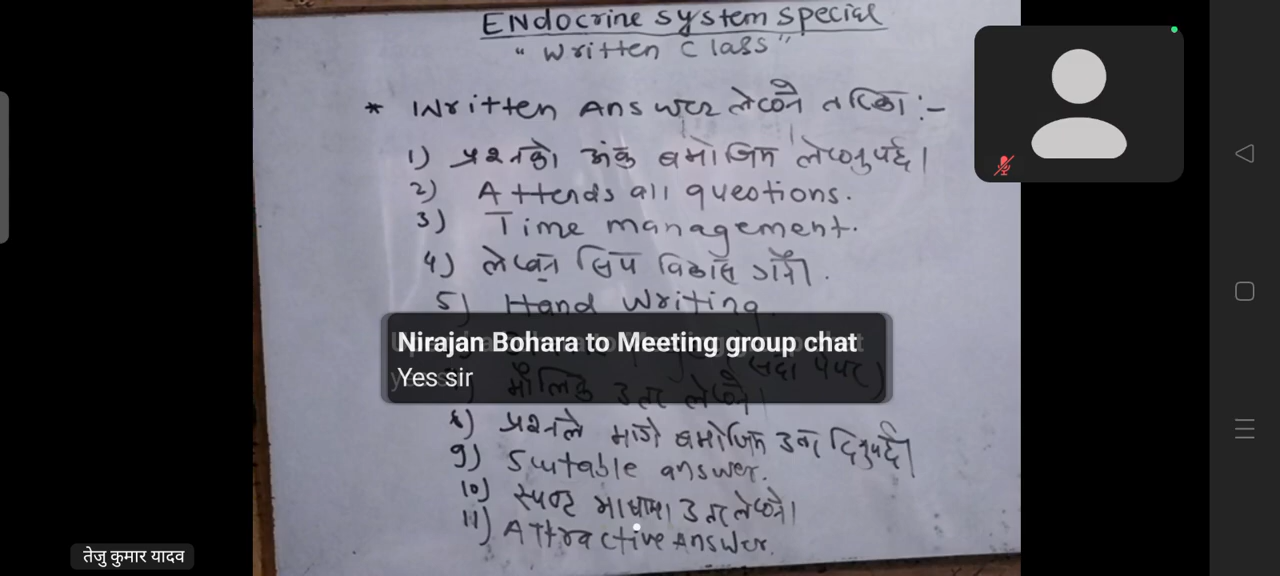 Endocrine system special
"Written Class"
* Written Answer लेख्ने तरिका :-
1) प्रश्नको अंक बमोजिम लेख्नुपर्छ।
2) Attends all questions.
3) Time management.
4) लेखन सिप विकास गर्ने।
5) Hand Writing.
Nirajan Bohara to Meeting group chat
Yes sir
मौलिक उत्तर लेख्ने।
8) प्रश्नले मागे बमोजिम उत्तर दिनुपर्छ।
9) Suitable answer.
10) स्पष्ट भाषामा उत्तर लेख्ने।
11) Attractive Answer.
तेजु कुमार यादव